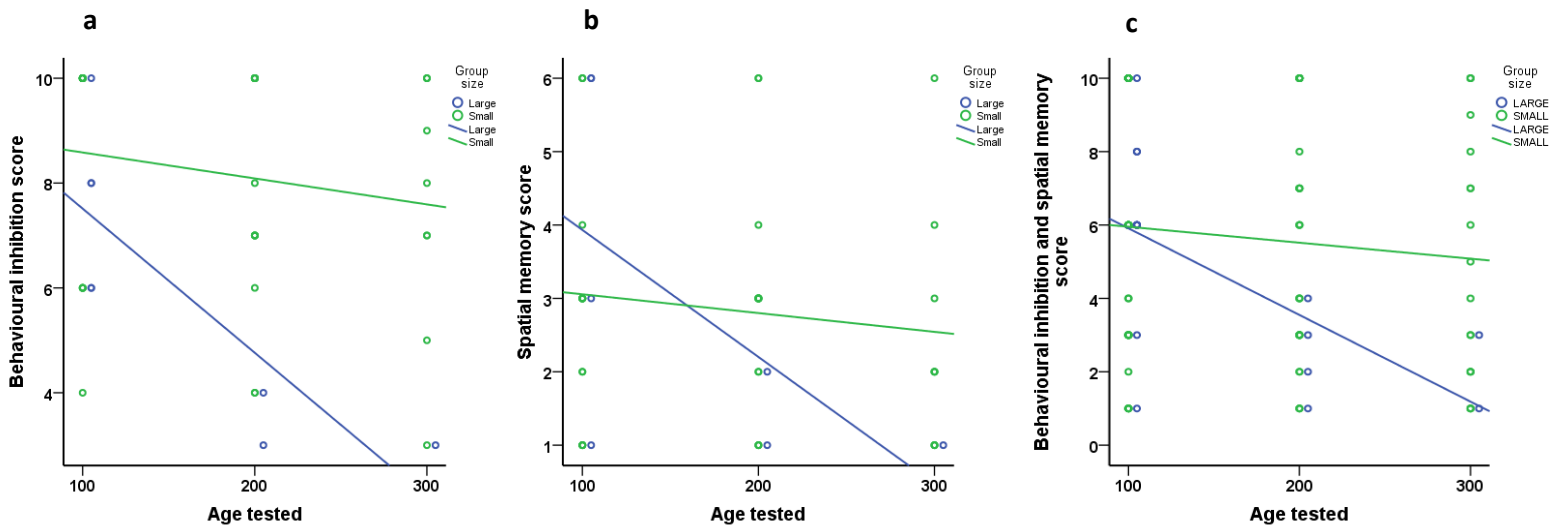 a
Behavioural inhibition score
10
8
6
4
100
200
300
Age tested
Group
size
Large
Small
Large
Small
b
Spatial memory score
6
5
4
3
2
1
100
200
300
Age tested
Group
size
Large
Small
Large
Small
c
Behavioural inhibition and spatial memory
score
10
8
6
4
2
0
100
200
300
Age tested
Group
size
LARGE
SMALL
LARGE
SMALL